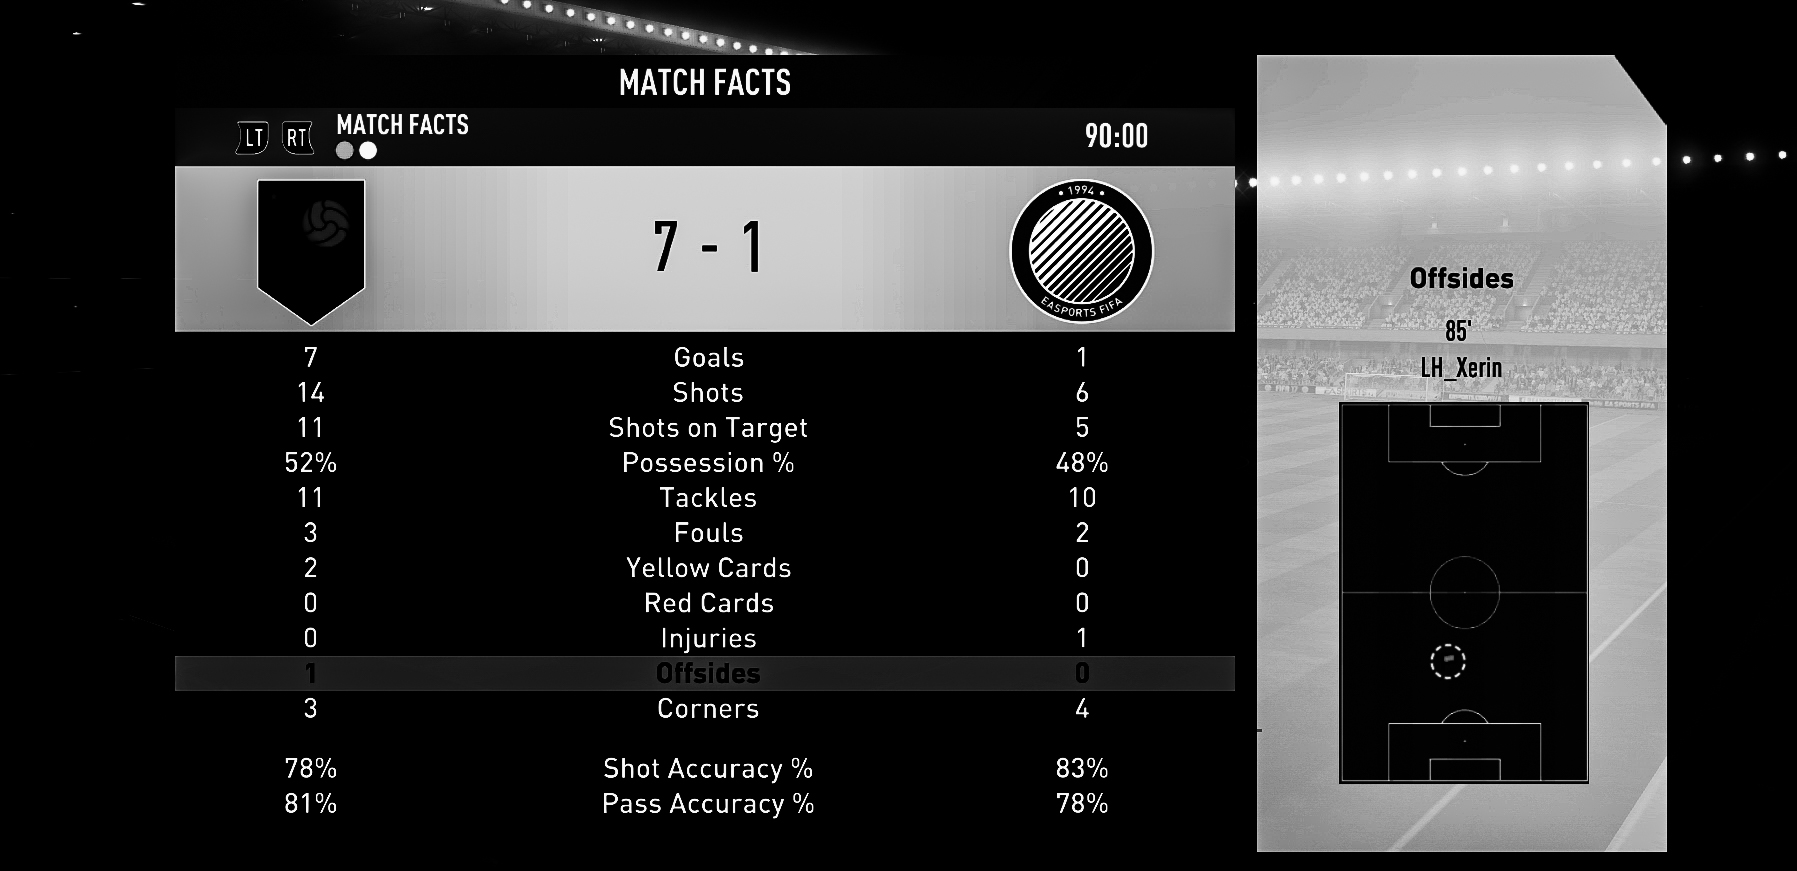 MATCH FACTS
LT RT MATCH FACTS 90:00
• 1994 •
7 - 1
EASPORTS FIFA
7 Goals 1
14 Shots 6
11 Shots on Target 5
52% Possession % 48%
11 Tackles 10
3 Fouls 2
2 Yellow Cards 0
0 Red Cards 0
0 Injuries 1
1 Offsides 0
3 Corners 4
78% Shot Accuracy % 83%
81% Pass Accuracy % 78%
Offsides
85'
LH_Xerin